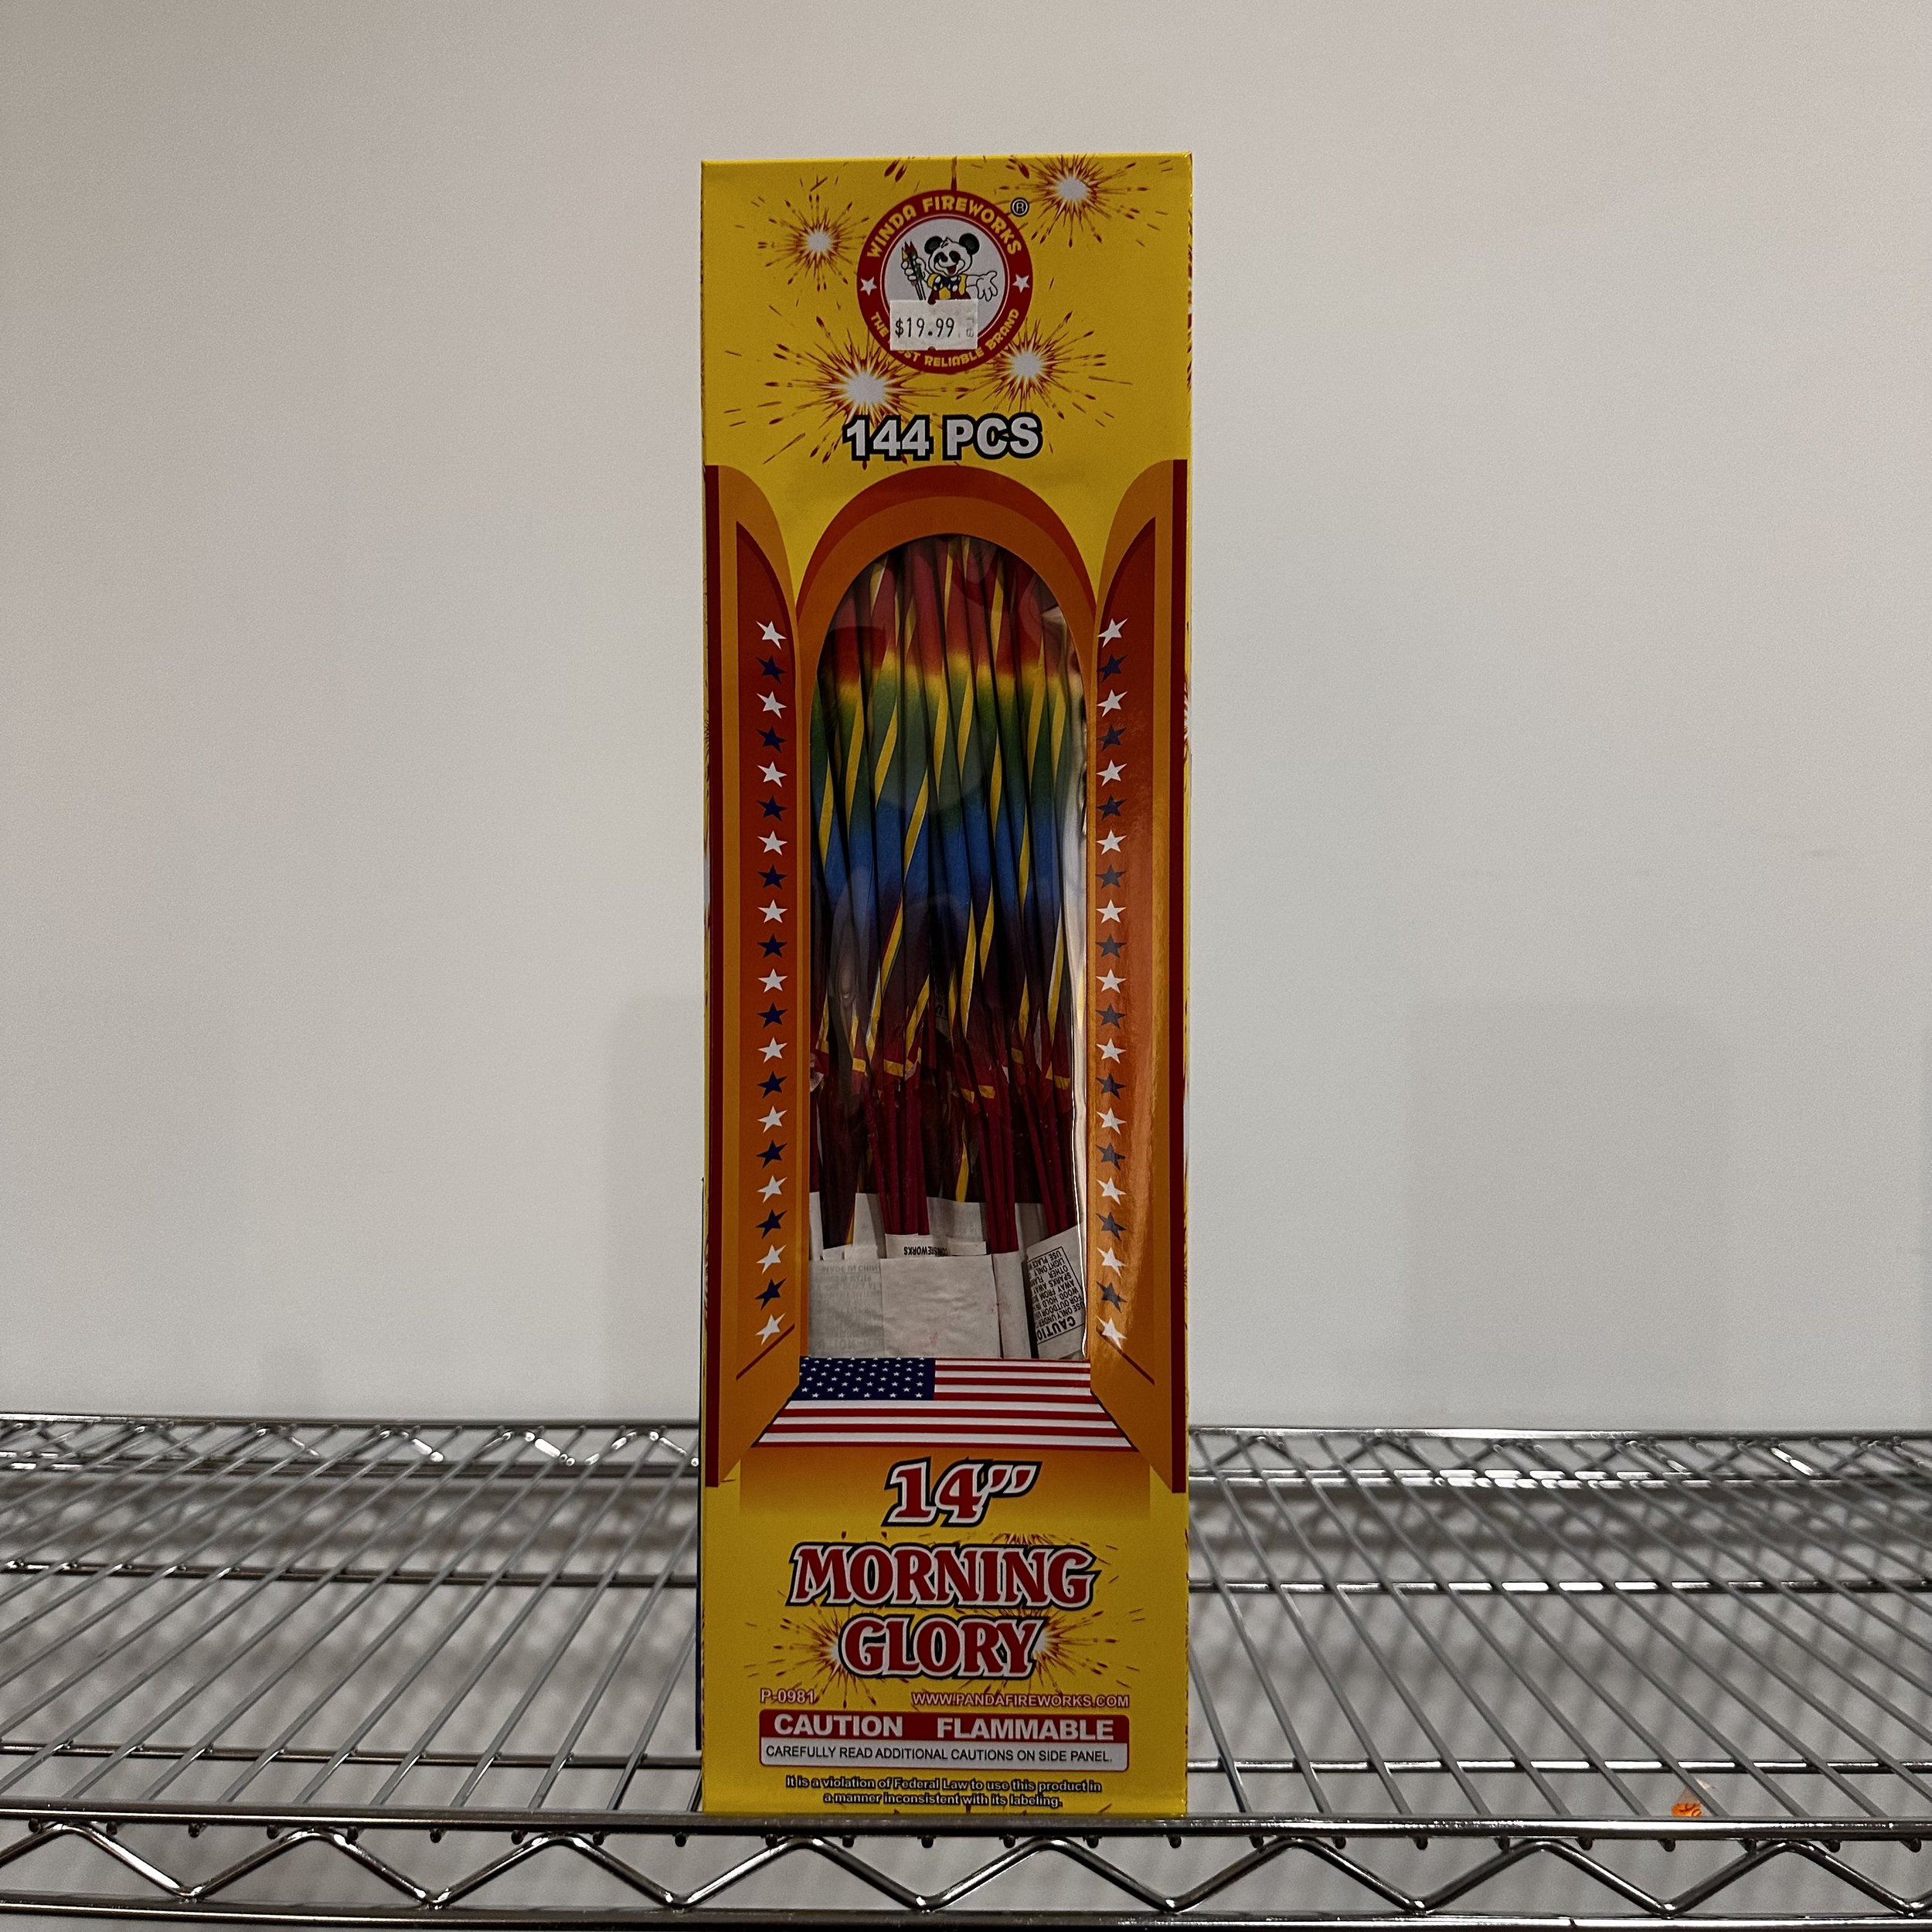 WINDA FIREWORKS
®
$19.99
THE
RELIABLE BRAND
144 PCS
CAUTION
14"
MORNING
GLORY
P-0981
WWW.PANDAFIREWORKS.COM
CAUTION FLAMMABLE
CAREFULLY READ ADDITIONAL CAUTIONS ON SIDE PANEL.
It is a violation of Federal Law to use this product in
a manner inconsistent with its labeling.